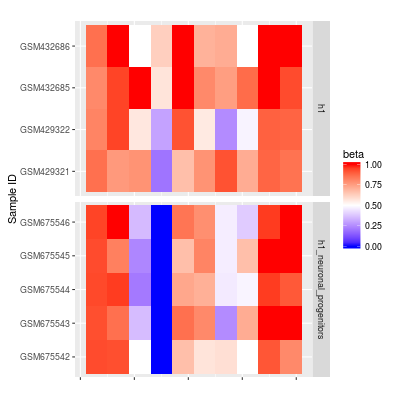 GSM432686
GSM432685
GSM429322
GSM429321
h1
GSM675546
GSM675545
GSM675544
GSM675543
GSM675542
h1_neuronal_progenitors
Sample ID
beta
1.00
0.75
0.50
0.25
0.00